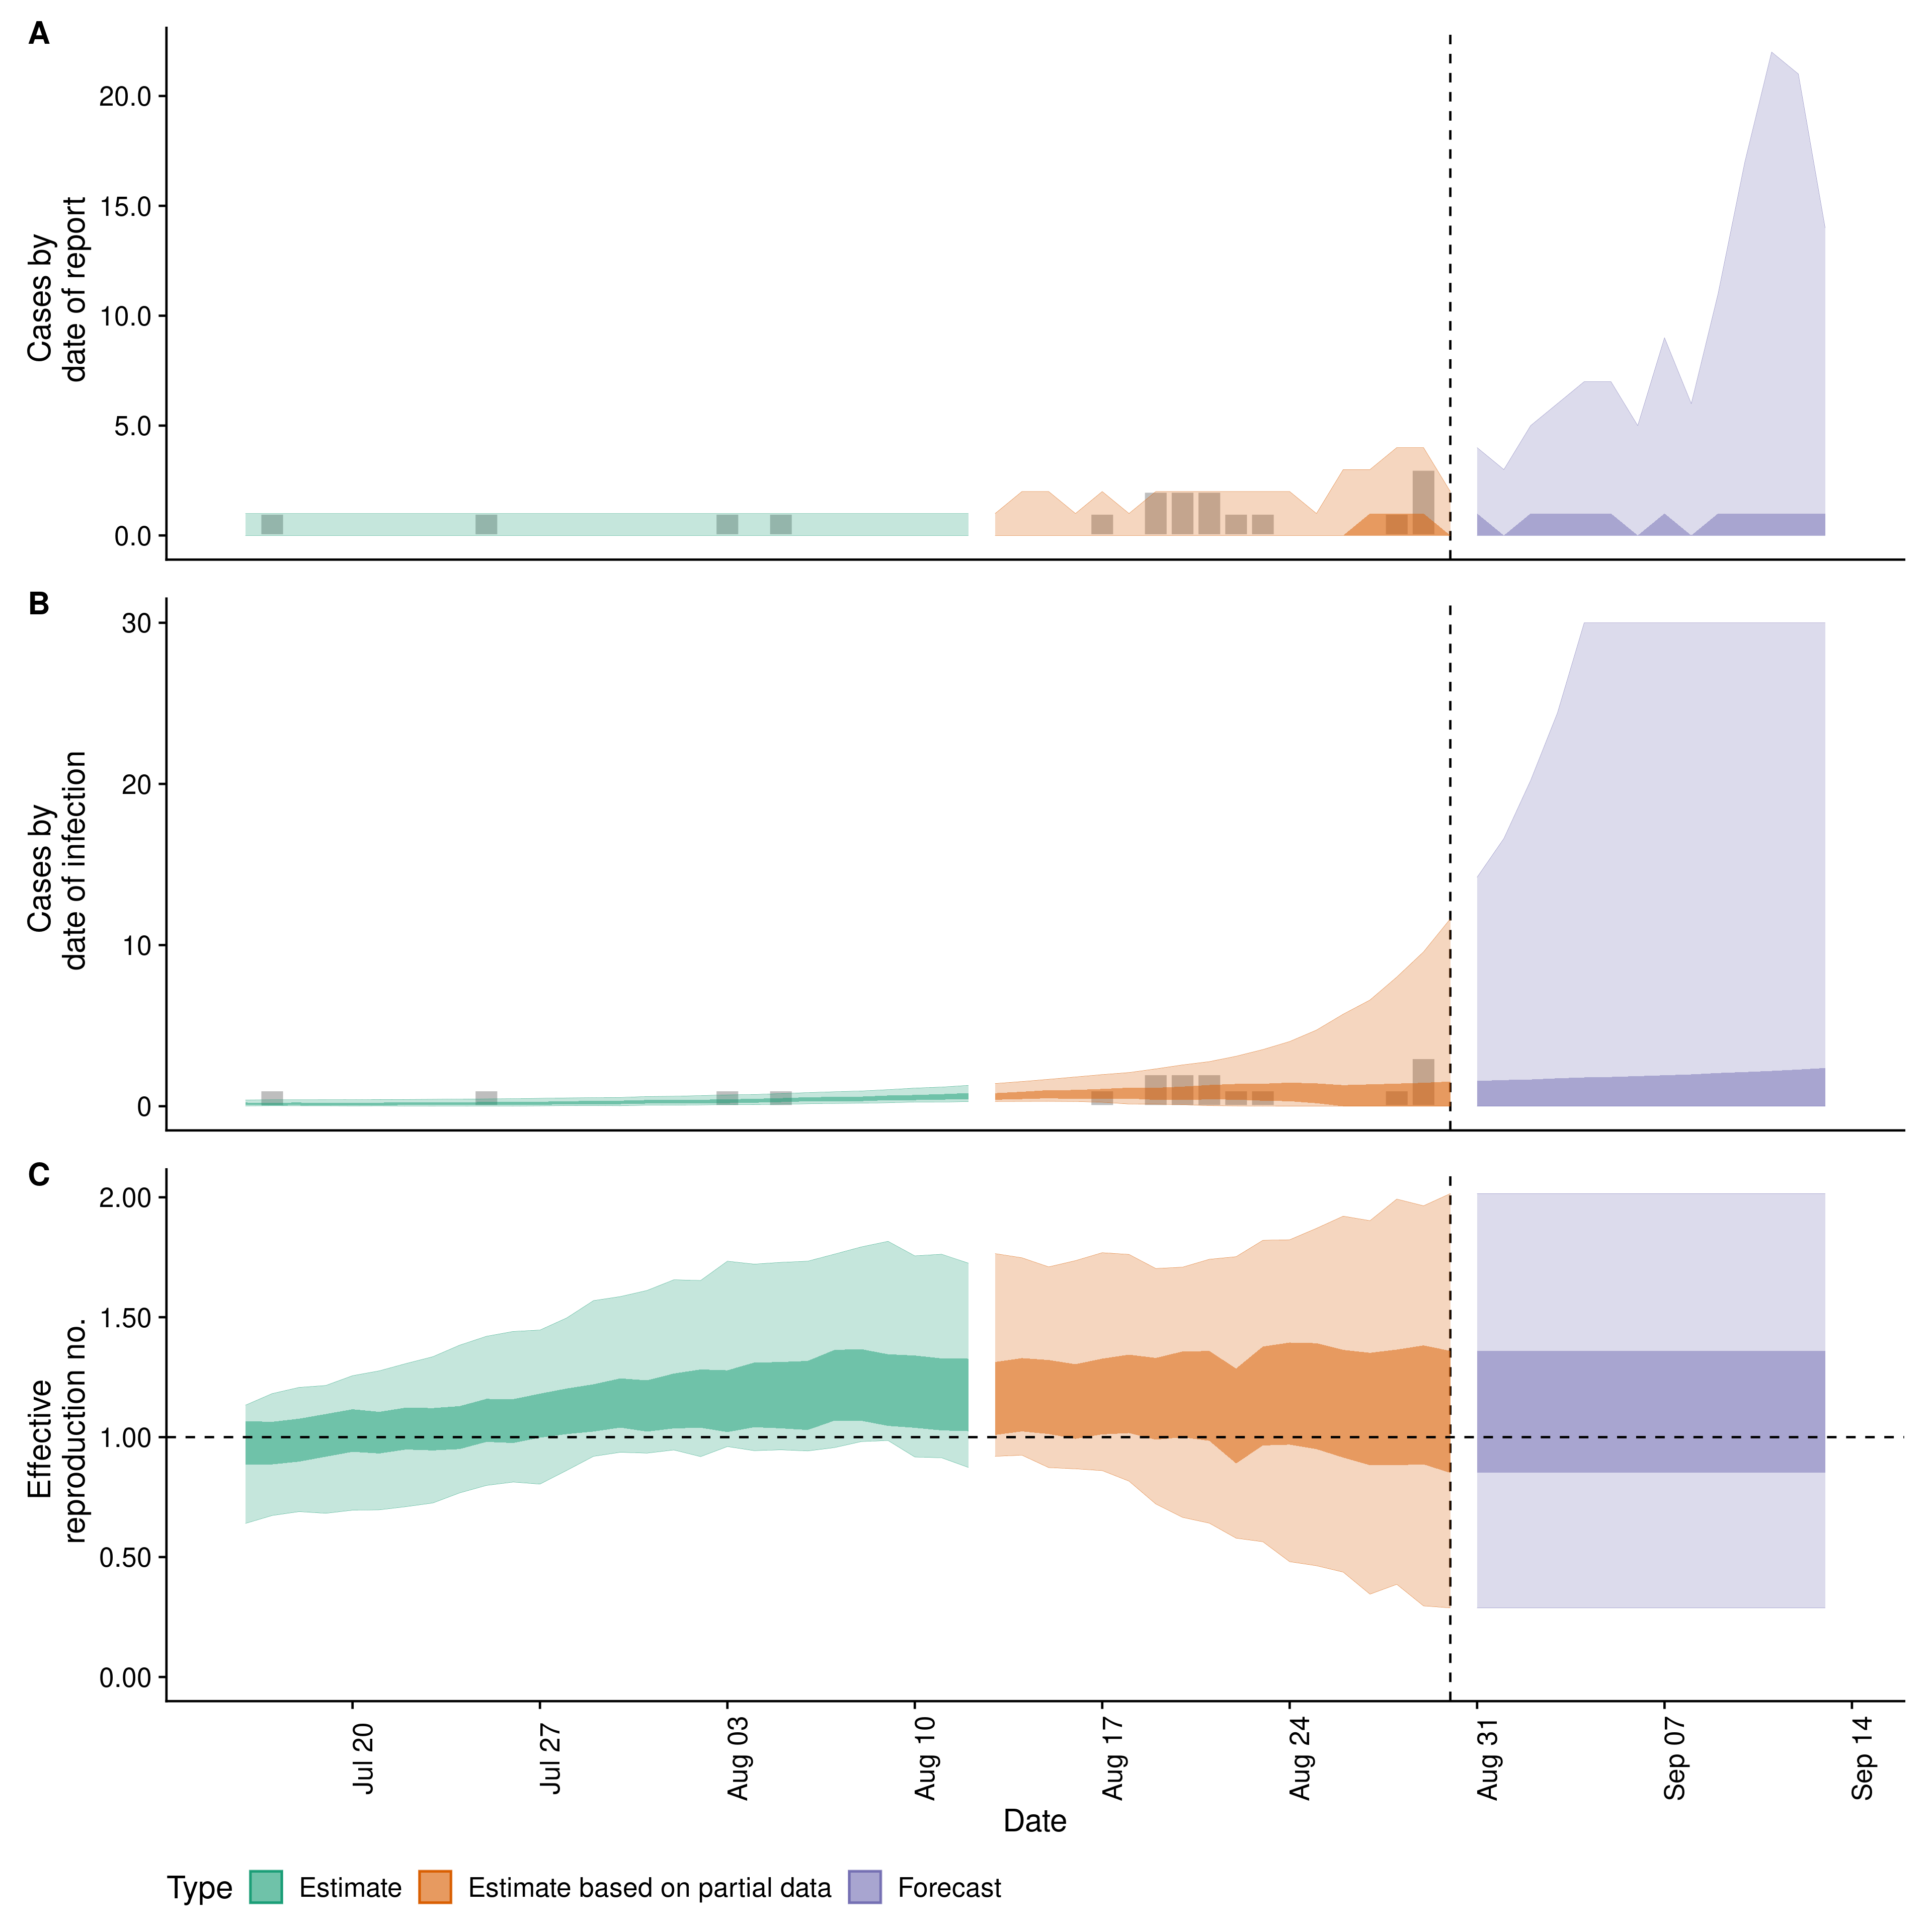 A
20.0
15.0
10.0
5.0
0.0
Cases by
date of report
B
30
20
10
0
Cases by
date of infection
C
2.00
1.50
1.00
0.50
0.00
Effective
reproduction no.
Jul 20
Jul 27
Aug 03
Aug 10
Aug 17
Aug 24
Aug 31
Sep 07
Sep 14
Date
Type Estimate Estimate based on partial data Forecast